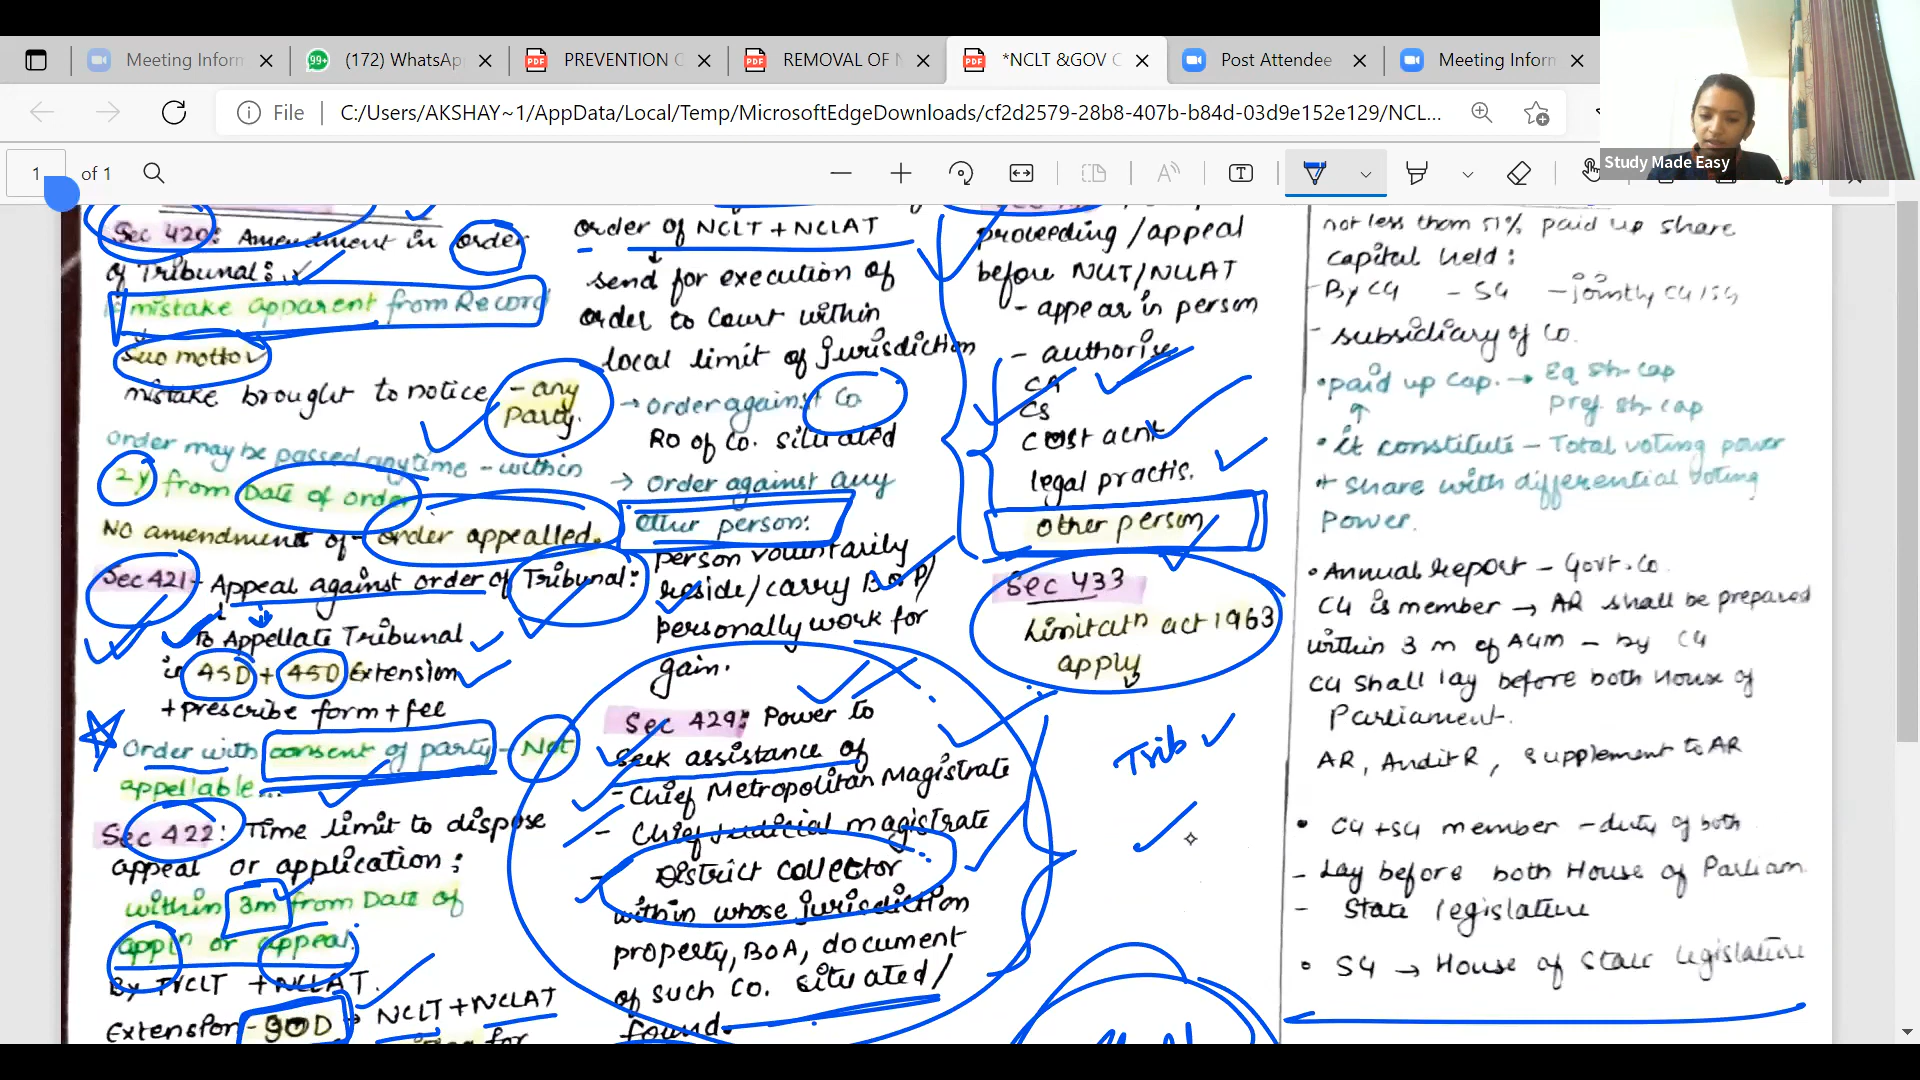 Meeting Inform
(172) WhatsAp
PREVENTION O
REMOVAL OF N
*NCLT &GOV C
Post Attendee
Meeting Inform
File
C:/Users/AKSHAY~1/AppData/Local/Temp/MicrosoftEdgeDownloads/cf2d2579-28b8-407b-b84d-03d9e152e129/NCL...
Study Made Easy
1 of 1
Sec 420: Amendment in order
of Tribunal:
mistake apparent from Record
Suo motto
mistake brought to notice - any
Party.
order may be passed anytime - within
2y from Date of order
NO amendment of - order appealled.
Sec 421 - Appeal against order of Tribunal:
To Appellate Tribunal
in 45D + 45D Extension
+ prescribe form + fee
Order with consent of party - Not
appellable...
Sec 422: Time limit to dispose
appeal or application:
within 3m from Date of
appln or appeal.
By NCLT + NCLAT.
Extension - 90D NCLT + NCLAT
for
order of NCLT + NCLAT
send for execution of
order to Court within
local limit of jurisdiction
→ Order against Co
RO of Co. situated
→ Order against any
other person:
person voluntarily
reside/carry BOP/
personally work for
gain.
Sec 429: Power to
seek assistance of
- Chief Metropolitan Magistrate
- Chief Judicial magistrate
- District collector
within whose jurisdiction
property, BOA, document
of such Co. situated/
found.
proceeding / appeal
before NCLT/NCLAT
- appear in person
- authorise
CA
CS
cost acnt
legal practis.
other person
Sec 433
Limitatn act 1963
apply
Trib
not less them 51% paid up share
capital held:
- By CG - SG - jointly CG/SG
- subsidiary of Co.
• paid up cap. → Eq sh cap
pref. sh cap
• it constitute - Total voting power
+ share with differential voting
power.
• Annual report - Govt. Co.
CG is member → AR shall be prepared
within 3 m of AGM - by CG
CG shall lay before both House of
Parliament.
AR, Audit R, supplement to AR
• CG + SG member - duty of both
- Lay before both House of Parliam
- State legislature
• SG → House of State legislature